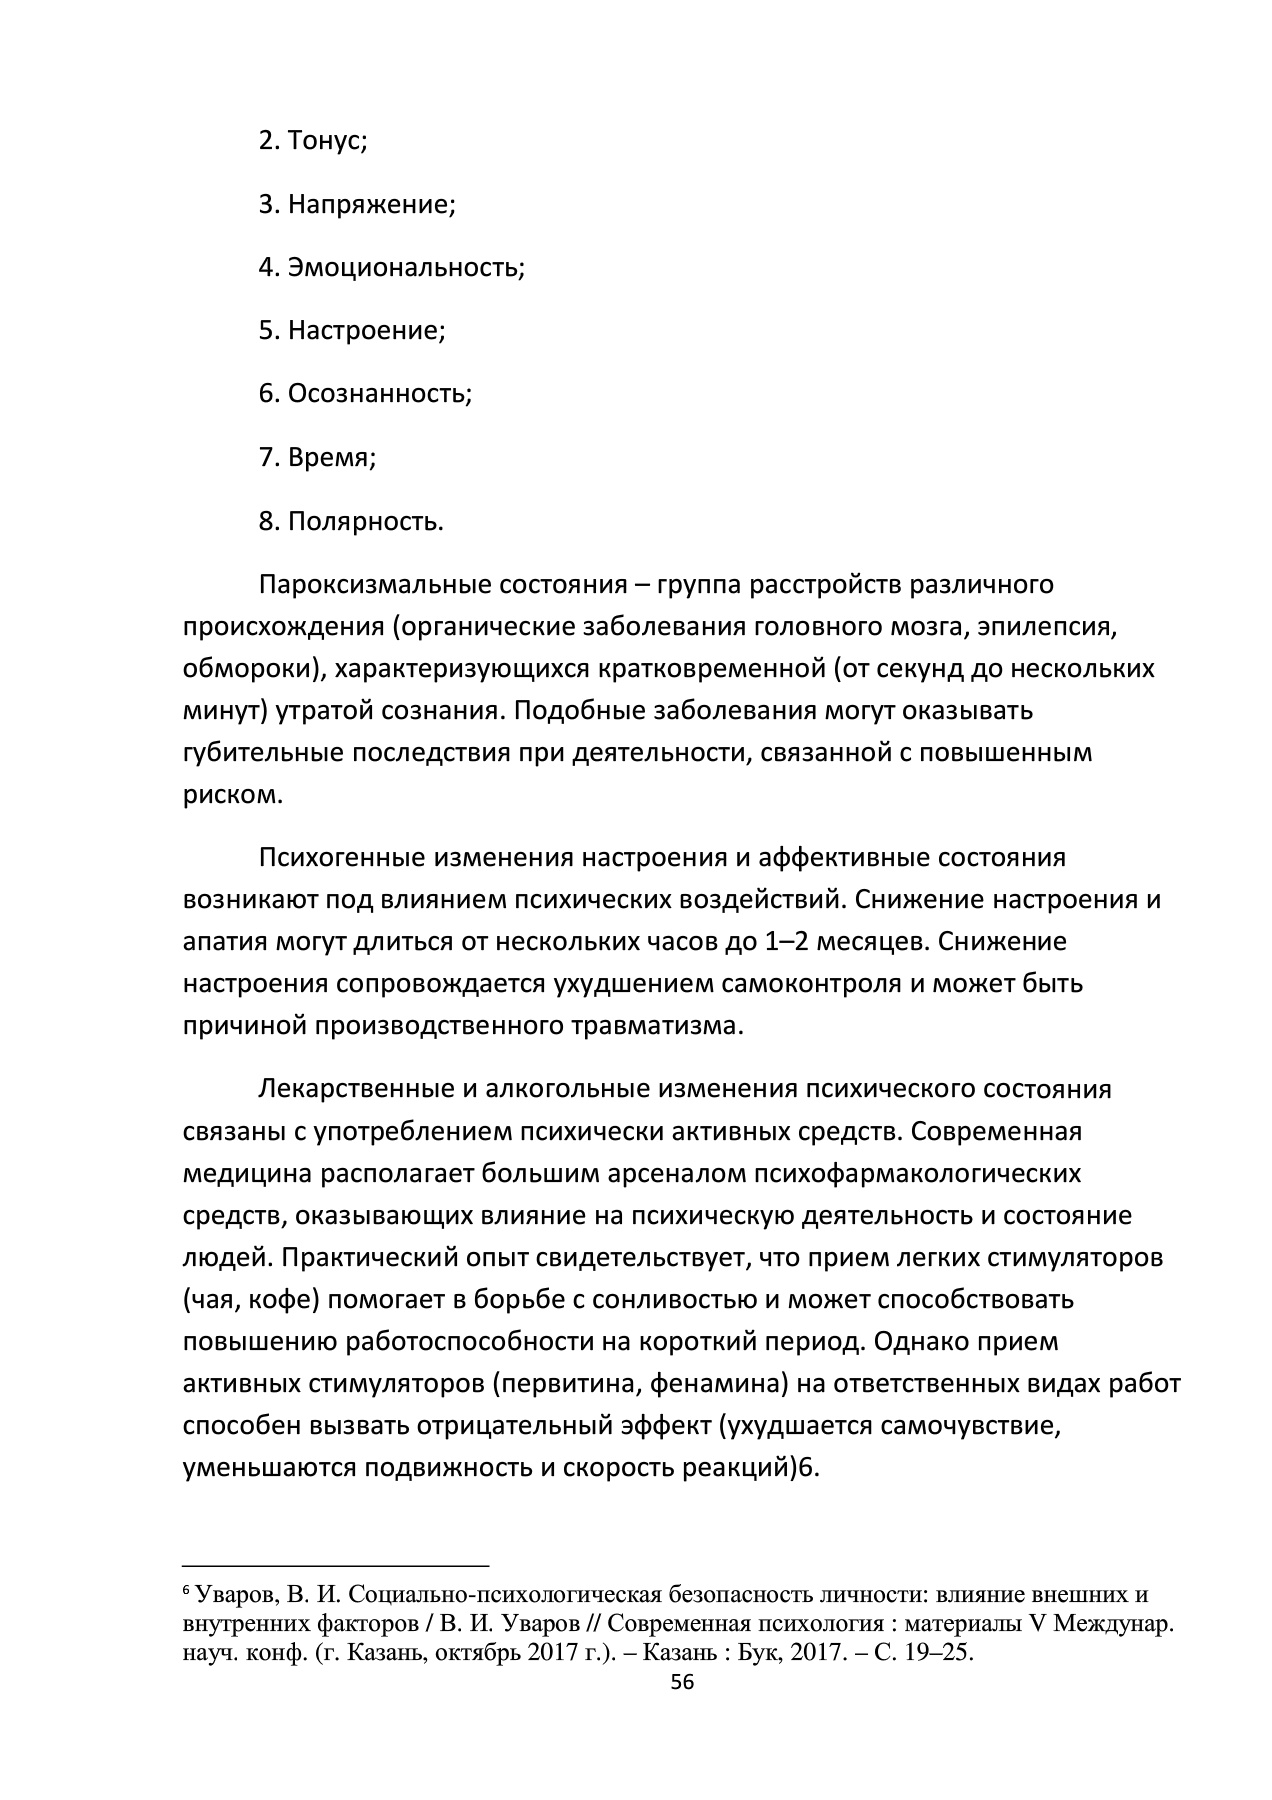 2. Тонус;
3. Напряжение;
4. Эмоциональность;
5. Настроение;
6. Осознанность;
7. Время;
8. Полярность.
Пароксизмальные состояния – группа расстройств различного
происхождения (органические заболевания головного мозга, эпилепсия,
обмороки), характеризующихся кратковременной (от секунд до нескольких
минут) утратой сознания. Подобные заболевания могут оказывать
губительные последствия при деятельности, связанной с повышенным
риском.
Психогенные изменения настроения и аффективные состояния
возникают под влиянием психических воздействий. Снижение настроения и
апатия могут длиться от нескольких часов до 1–2 месяцев. Снижение
настроения сопровождается ухудшением самоконтроля и может быть
причиной производственного травматизма.
Лекарственные и алкогольные изменения психического состояния
связаны с употреблением психически активных средств. Современная
медицина располагает большим арсеналом психофармакологических
средств, оказывающих влияние на психическую деятельность и состояние
людей. Практический опыт свидетельствует, что прием легких стимуляторов
(чая, кофе) помогает в борьбе с сонливостью и может способствовать
повышению работоспособности на короткий период. Однако прием
активных стимуляторов (первитина, фенамина) на ответственных видах работ
способен вызвать отрицательный эффект (ухудшается самочувствие,
уменьшаются подвижность и скорость реакций)6.
6 Уваров, В. И. Социально-психологическая безопасность личности: влияние внешних и
внутренних факторов / В. И. Уваров // Современная психология : материалы V Междунар.
науч. конф. (г. Казань, октябрь 2017 г.). – Казань : Бук, 2017. – С. 19–25.
56